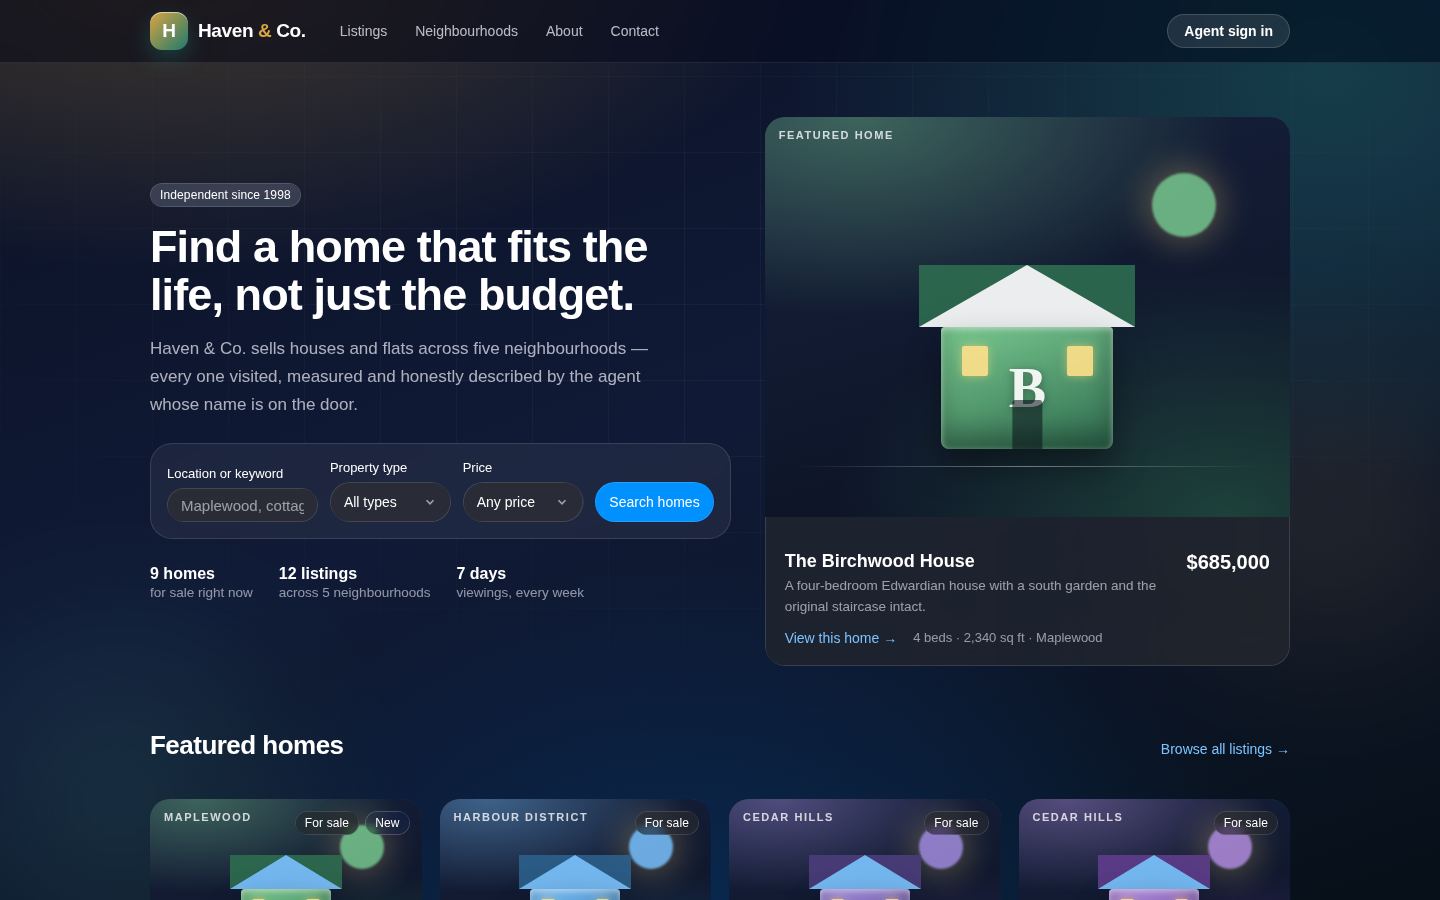 H
Haven & Co.
Listings
Neighbourhoods
About
Contact
Agent sign in
Independent since 1998
Find a home that fits the
life, not just the budget.
Haven & Co. sells houses and flats across five neighbourhoods —
every one visited, measured and honestly described by the agent
whose name is on the door.
Location or keyword
Maplewood, cottag
Property type
All types
Price
Any price
Search homes
9 homes
for sale right now
12 listings
across 5 neighbourhoods
7 days
viewings, every week
FEATURED HOME
B
The Birchwood House
$685,000
A four-bedroom Edwardian house with a south garden and the
original staircase intact.
View this home →
4 beds · 2,340 sq ft · Maplewood
Featured homes
Browse all listings →
MAPLEWOOD
For sale
New
HARBOUR DISTRICT
For sale
CEDAR HILLS
For sale
CEDAR HILLS
For sale